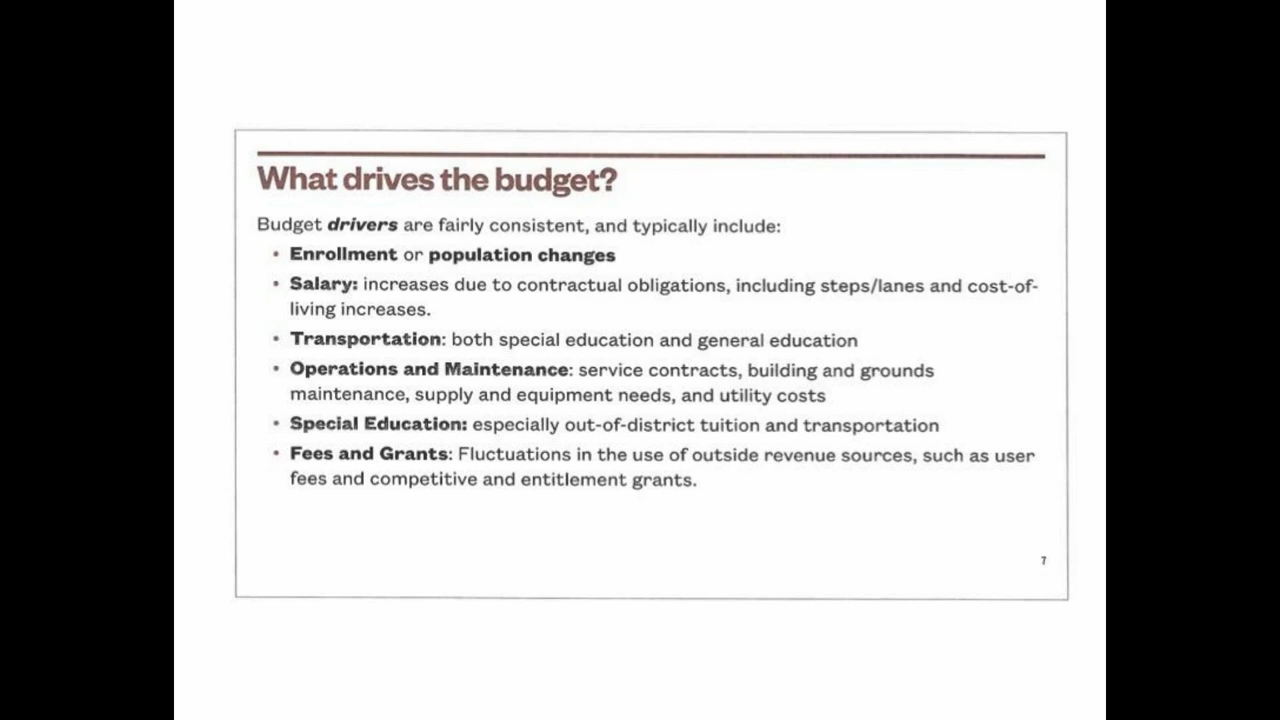 What drives the budget?
Budget drivers are fairly consistent, and typically include:
• Enrollment or population changes
• Salary: increases due to contractual obligations, including steps/lanes and cost-of-
living increases.
• Transportation: both special education and general education
• Operations and Maintenance: service contracts, building and grounds
maintenance, supply and equipment needs, and utility costs
• Special Education: especially out-of-district tuition and transportation
• Fees and Grants: Fluctuations in the use of outside revenue sources, such as user
fees and competitive and entitlement grants.
7